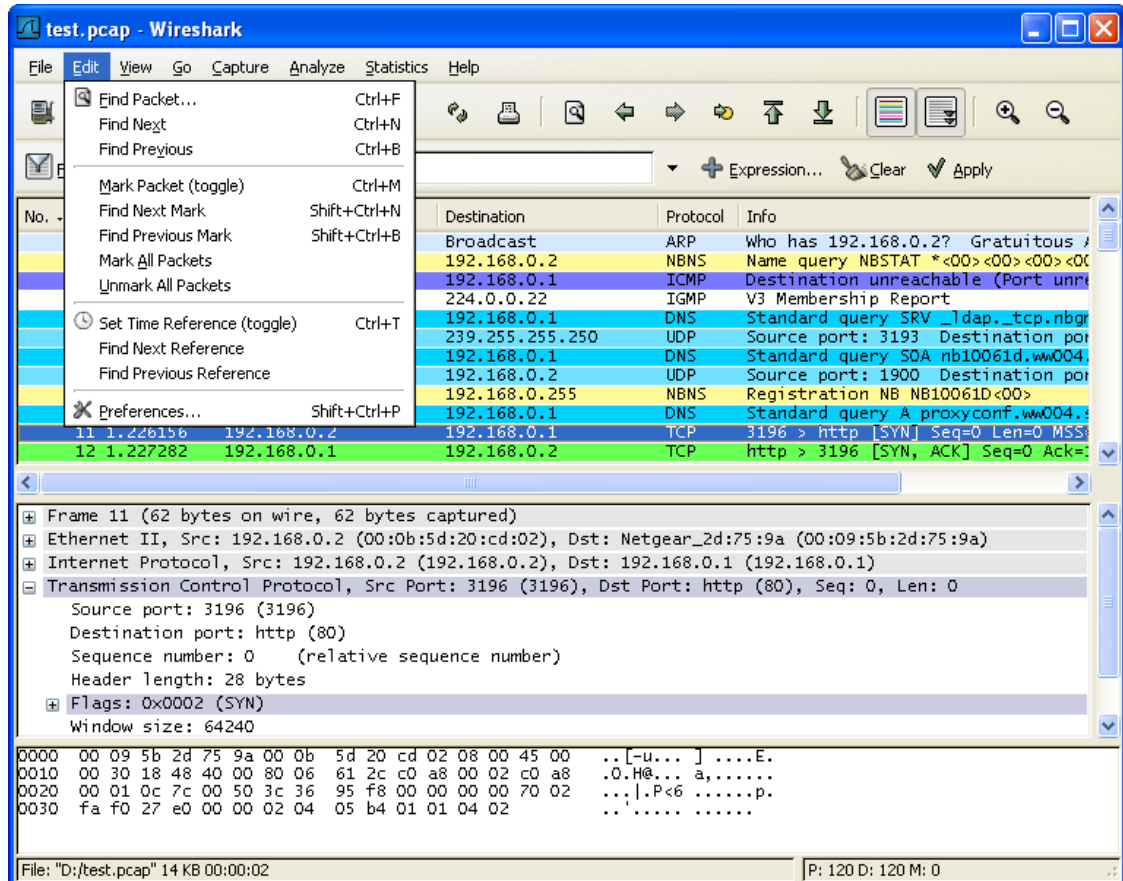 test.pcap - Wireshark
File Edit View Go Capture Analyze Statistics Help
Find Packet... Ctrl+F
Find Next Ctrl+N
Find Previous Ctrl+B
Mark Packet (toggle) Ctrl+M
Find Next Mark Shift+Ctrl+N
Find Previous Mark Shift+Ctrl+B
Mark All Packets
Unmark All Packets
Set Time Reference (toggle) Ctrl+T
Find Next Reference
Find Previous Reference
Preferences... Shift+Ctrl+P
Expression... Clear Apply
No. Destination Protocol Info
Broadcast ARP Who has 192.168.0.2? Gratuitous
192.168.0.2 NBNS Name query NBSTAT *<00><00><00><00
192.168.0.1 ICMP Destination unreachable (Port unre
224.0.0.22 IGMP V3 Membership Report
192.168.0.1 DNS Standard query SRV _ldap._tcp.nbgr
239.255.255.250 UDP Source port: 3193 Destination por
192.168.0.1 DNS Standard query SOA nb10061d.ww004.
192.168.0.2 UDP Source port: 1900 Destination por
192.168.0.255 NBNS Registration NB NB10061D<00>
192.168.0.1 DNS Standard query A proxyconf.ww004.s
11 1.226156 192.168.0.2 192.168.0.1 TCP 3196 > http [SYN] Seq=0 Len=0 MSS=
12 1.227282 192.168.0.1 192.168.0.2 TCP http > 3196 [SYN, ACK] Seq=0 Ack=1
Frame 11 (62 bytes on wire, 62 bytes captured)
Ethernet II, Src: 192.168.0.2 (00:0b:5d:20:cd:02), Dst: Netgear_2d:75:9a (00:09:5b:2d:75:9a)
Internet Protocol, Src: 192.168.0.2 (192.168.0.2), Dst: 192.168.0.1 (192.168.0.1)
Transmission Control Protocol, Src Port: 3196 (3196), Dst Port: http (80), Seq: 0, Len: 0
Source port: 3196 (3196)
Destination port: http (80)
Sequence number: 0 (relative sequence number)
Header length: 28 bytes
Flags: 0x0002 (SYN)
Window size: 64240
0000 00 09 5b 2d 75 9a 00 0b 5d 20 cd 02 08 00 45 00 ..[-u... ] ....E.
0010 00 30 18 48 40 00 80 06 61 2c c0 a8 00 02 c0 a8 .0.H@... a,......
0020 00 01 0c 7c 00 50 3c 36 95 f8 00 00 00 00 70 02 ...|.P<6 ......p.
0030 fa f0 27 e0 00 00 02 04 05 b4 01 01 04 02 ..'..... ......
File: "D:/test.pcap" 14 KB 00:00:02 P: 120 D: 120 M: 0